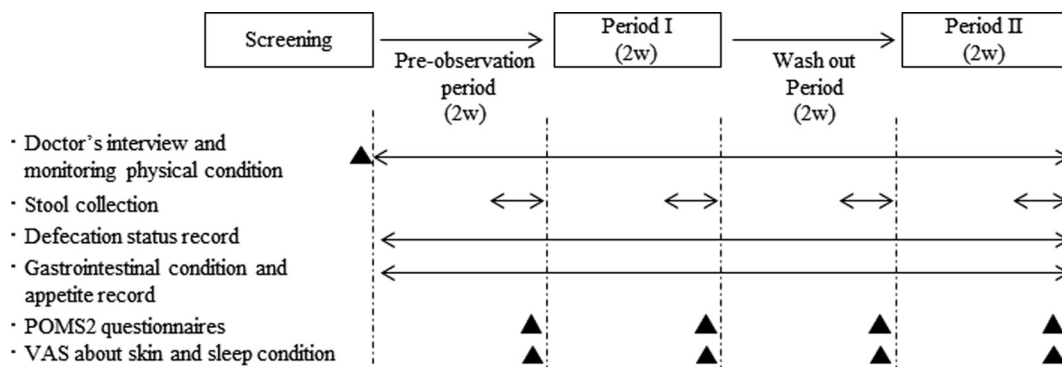 Screening
Pre-observation
period
(2w)
Period I
(2w)
Wash out
Period
(2w)
Period II
(2w)
· Doctor's interview and
monitoring physical condition
· Stool collection
· Defecation status record
· Gastrointestinal condition and
appetite record
· POMS2 questionnaires
· VAS about skin and sleep condition